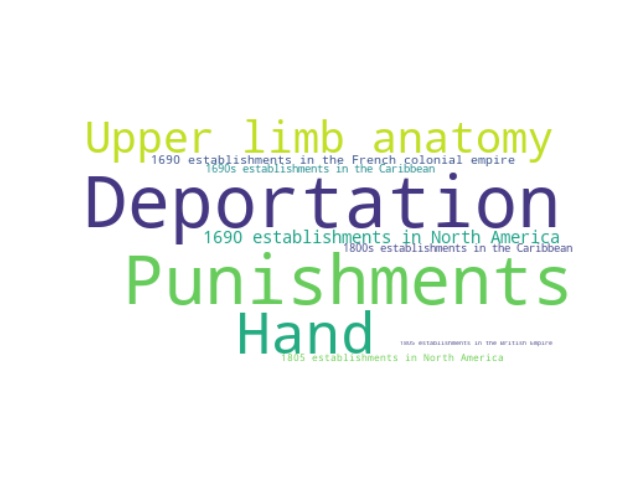 Upper limb anatomy
1690 establishments in the French colonial empire
1690s establishments in the Caribbean
Deportation
1690 establishments in North America
1800s establishments in the Caribbean
Punishments
Hand
1805 establishments in the British Empire
1805 establishments in North America